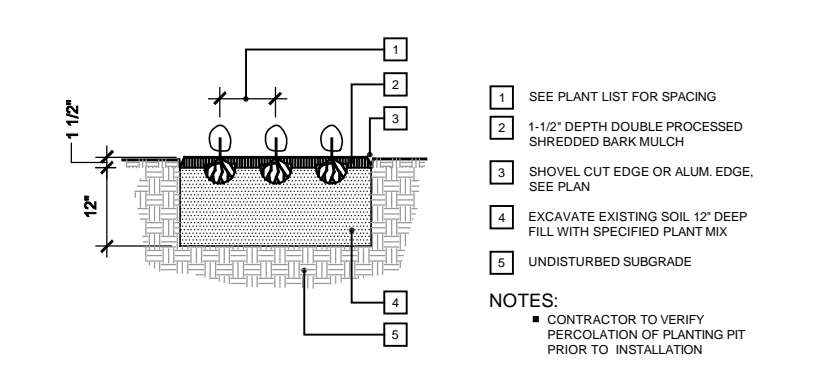 1
2
3
1 1/2"
12"
4
5
1 SEE PLANT LIST FOR SPACING
2 1-1/2" DEPTH DOUBLE PROCESSED
SHREDDED BARK MULCH
3 SHOVEL CUT EDGE OR ALUM. EDGE,
SEE PLAN
4 EXCAVATE EXISTING SOIL 12" DEEP
FILL WITH SPECIFIED PLANT MIX
5 UNDISTURBED SUBGRADE
NOTES:
■ CONTRACTOR TO VERIFY
PERCOLATION OF PLANTING PIT
PRIOR TO INSTALLATION